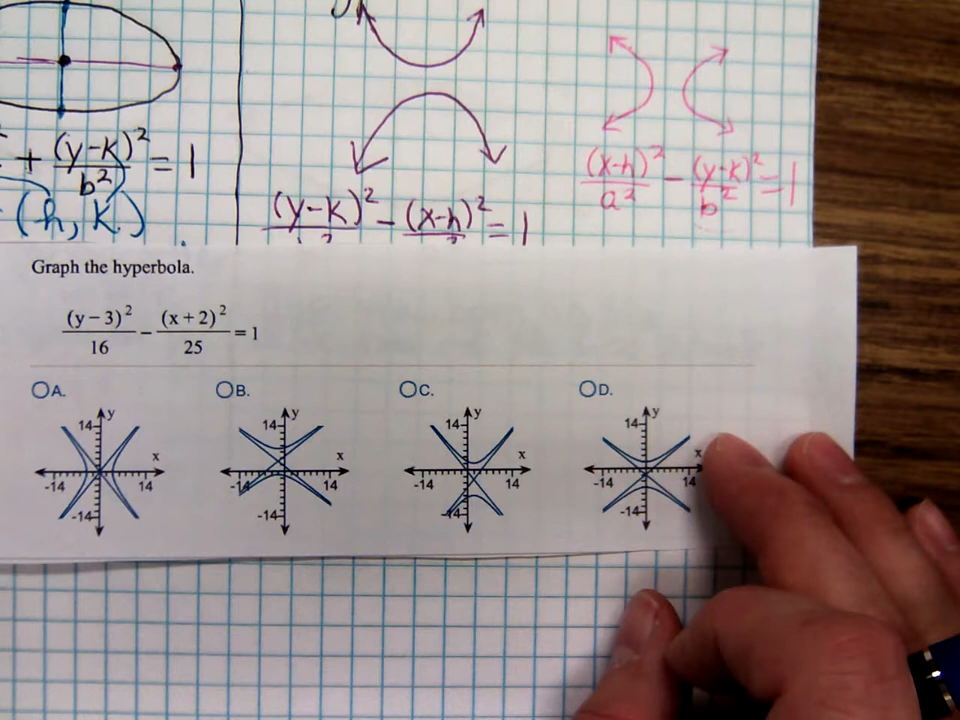 + (y-k)²/b² = 1
(h, k)
(y-k)² - (x-h)² = 1
(x-h)²/a² - (y-k)²/b² = 1
Graph the hyperbola.
(y – 3)²/16 – (x + 2)²/25 = 1
A. B. C. D.
14 y x -14 14 -14
14 y x -14 14 -14
14 y x -14 14 -14
14 y x -14 14 -14